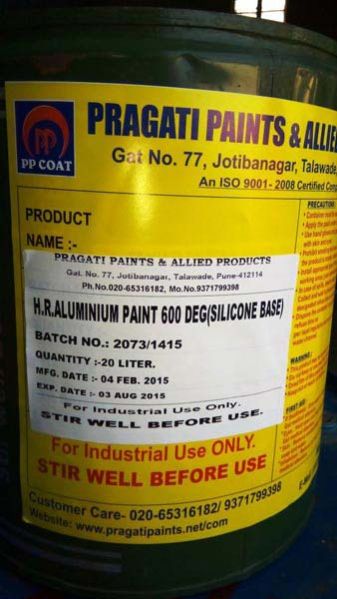 PP
PP COAT
PRAGATI PAINTS & ALLIE
Gat No. 77, Jotibanagar, Talawade,
An ISO 9001- 2008 Certified Comp
PRODUCT
NAME :-
PRAGATI PAINTS & ALLIED PRODUCTS
Gat. No. 77, Jotibanagar, Talawade, Pune-412114
Ph.No.020-65316182, Mo.No.9371799398
H.R.ALUMINIUM PAINT 600 DEG(SILICONE BASE)
BATCH NO.: 2073/1415
QUANTITY :-20 LITER.
MFG. DATE :- 04 FEB. 2015
EXP. DATE :- 03 AUG 2015
For Industrial Use Only.
STIR WELL BEFORE USE.
For Industrial Use ONLY.
STIR WELL BEFORE USE
Customer Care- 020-65316182/ 9371799398
Website: www.pragatipaints.net/com
PRECAUTION
FIRST AID